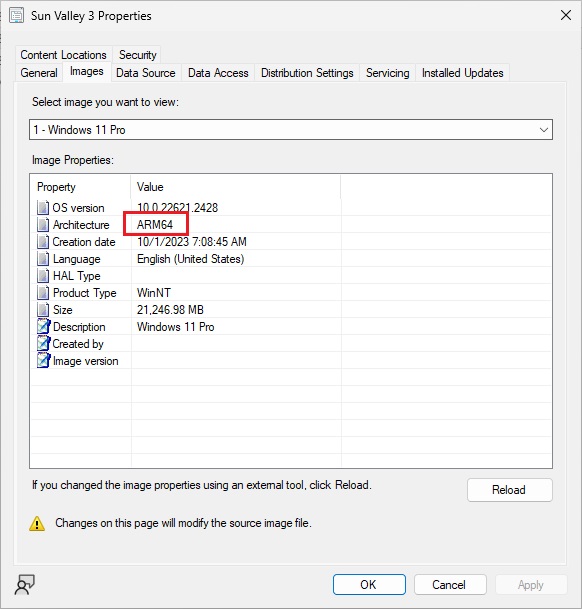 Sun Valley 3 Properties
Content Locations Security
General Images Data Source Data Access Distribution Settings Servicing Installed Updates
Select image you want to view:
1 - Windows 11 Pro
Image Properties:
Property Value
OS version 10.0.22621.2428
Architecture ARM64
Creation date 10/1/2023 7:08:45 AM
Language English (United States)
HAL Type
Product Type WinNT
Size 21,246.98 MB
Description Windows 11 Pro
Created by
Image version
If you changed the image properties using an external tool, click Reload.
Reload
Changes on this page will modify the source image file.
OK Cancel Apply